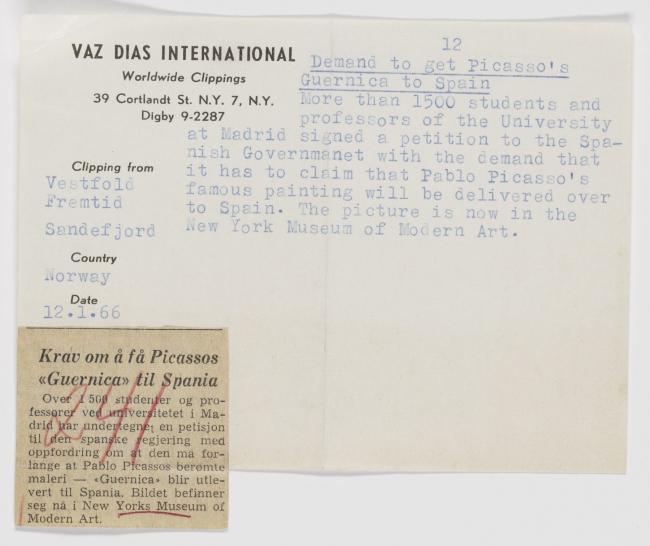 VAZ DIAS INTERNATIONAL
Worldwide Clippings
39 Cortlandt St. N.Y. 7, N.Y.
Digby 9-2287
12
Demand to get Picasso's
Guernica to Spain
More than 1500 students and
professors of the University
at Madrid signed a petition to the Spa-
nish Governmanet with the demand that
it has to claim that Pablo Picasso's
famous painting will be delivered over
to Spain. The picture is now in the
New York Museum of Modern Art.
Clipping from
Vestfold
Fremtid
Sandefjord
Country
Norway
Date
12.1.66
Krav om å få Picassos
«Guernica» til Spania
Over 1 500 studenter og pro-
fessorer ved universitetet i Ma-
drid har undertegnet en petisjon
til den spanske regjering med
oppfordring om at den må for-
lange at Pablo Picassos berømte
maleri — «Guernica» blir utle-
vert til Spania. Bildet befinner
seg nå i New Yorks Museum of
Modern Art.
241